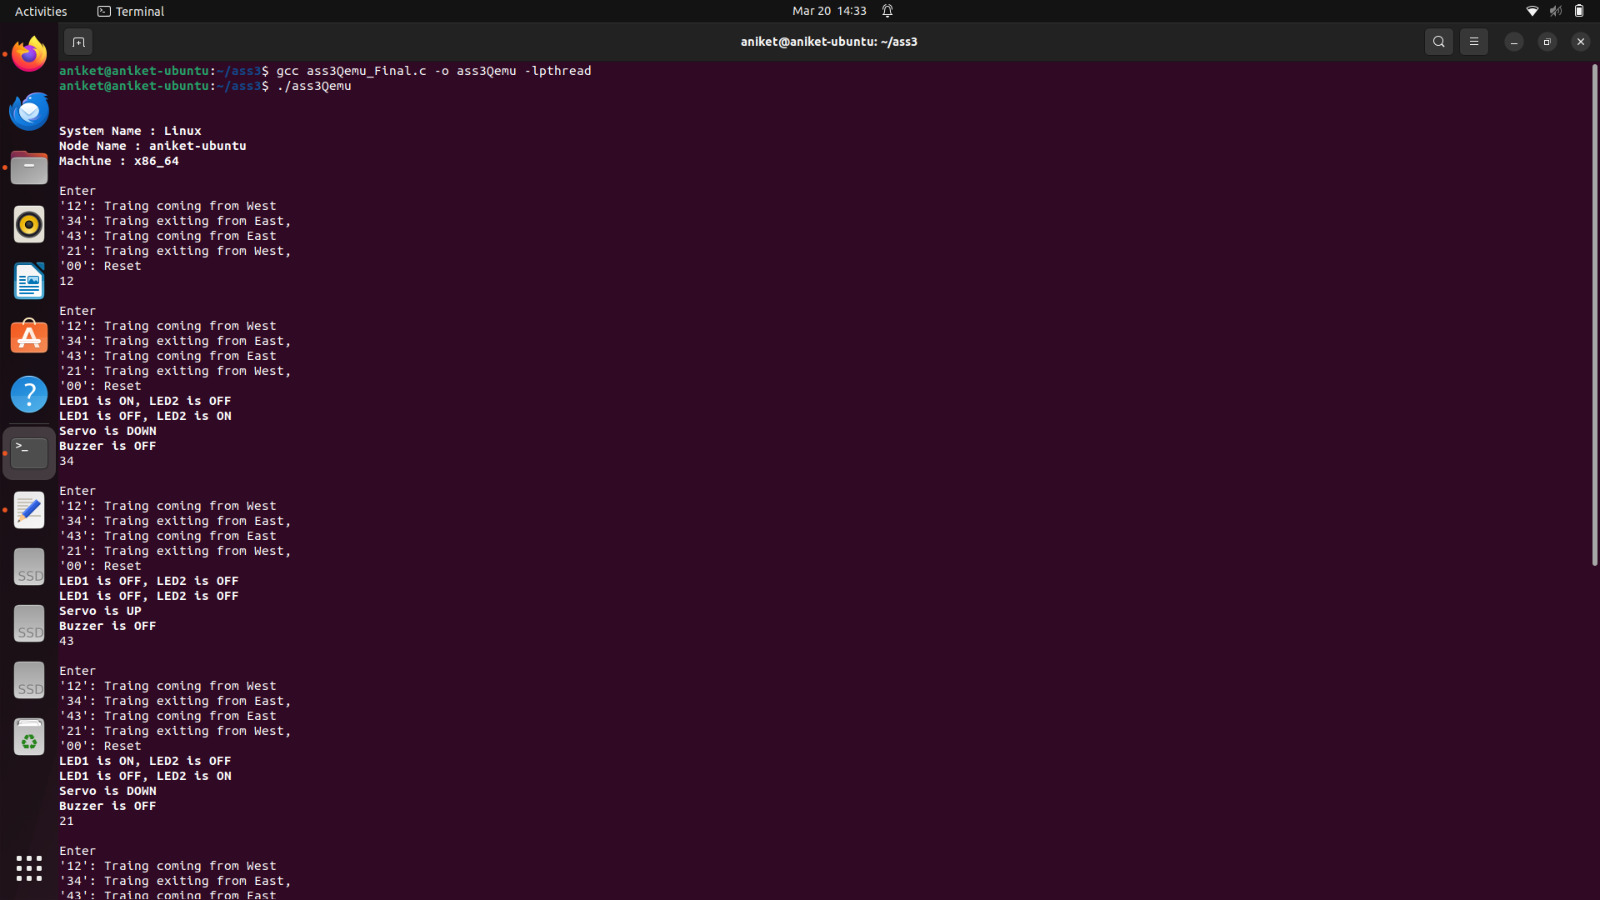 Activities
Terminal
Mar 20 14:33
aniket@aniket-ubuntu: ~/ass3
aniket@aniket-ubuntu:~/ass3$ gcc ass3Qemu_Final.c -o ass3Qemu -lpthread
aniket@aniket-ubuntu:~/ass3$ ./ass3Qemu
System Name : Linux
Node Name : aniket-ubuntu
Machine : x86_64
Enter
'12': Traing coming from West
'34': Traing exiting from East,
'43': Traing coming from East
'21': Traing exiting from West,
'00': Reset
12
Enter
'12': Traing coming from West
'34': Traing exiting from East,
'43': Traing coming from East
'21': Traing exiting from West,
'00': Reset
LED1 is ON, LED2 is OFF
LED1 is OFF, LED2 is ON
Servo is DOWN
Buzzer is OFF
34
Enter
'12': Traing coming from West
'34': Traing exiting from East,
'43': Traing coming from East
'21': Traing exiting from West,
'00': Reset
LED1 is OFF, LED2 is OFF
LED1 is OFF, LED2 is OFF
Servo is UP
Buzzer is OFF
43
Enter
'12': Traing coming from West
'34': Traing exiting from East,
'43': Traing coming from East
'21': Traing exiting from West,
'00': Reset
LED1 is ON, LED2 is OFF
LED1 is OFF, LED2 is ON
Servo is DOWN
Buzzer is OFF
21
Enter
'12': Traing coming from West
'34': Traing exiting from East,
'43': Traing coming from East
SSD
SSD
SSD